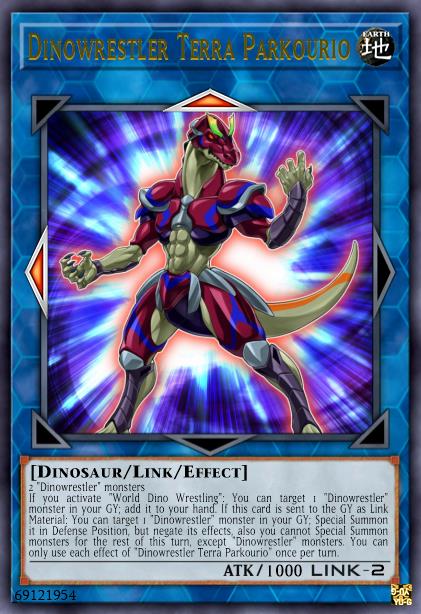 Dinowrestler Terra Parkourio
EARTH
地
[Dinosaur/Link/Effect]
2 "Dinowrestler" monsters
If you activate "World Dino Wrestling": You can target 1 "Dinowrestler"
monster in your GY; add it to your hand. If this card is sent to the GY as Link
Material: You can target 1 "Dinowrestler" monster in your GY; Special Summon
it in Defense Position, but negate its effects, also you cannot Special Summon
monsters for the rest of this turn, except "Dinowrestler" monsters. You can
only use each effect of "Dinowrestler Terra Parkourio" once per turn.
ATK/1000 LINK-2
69121954